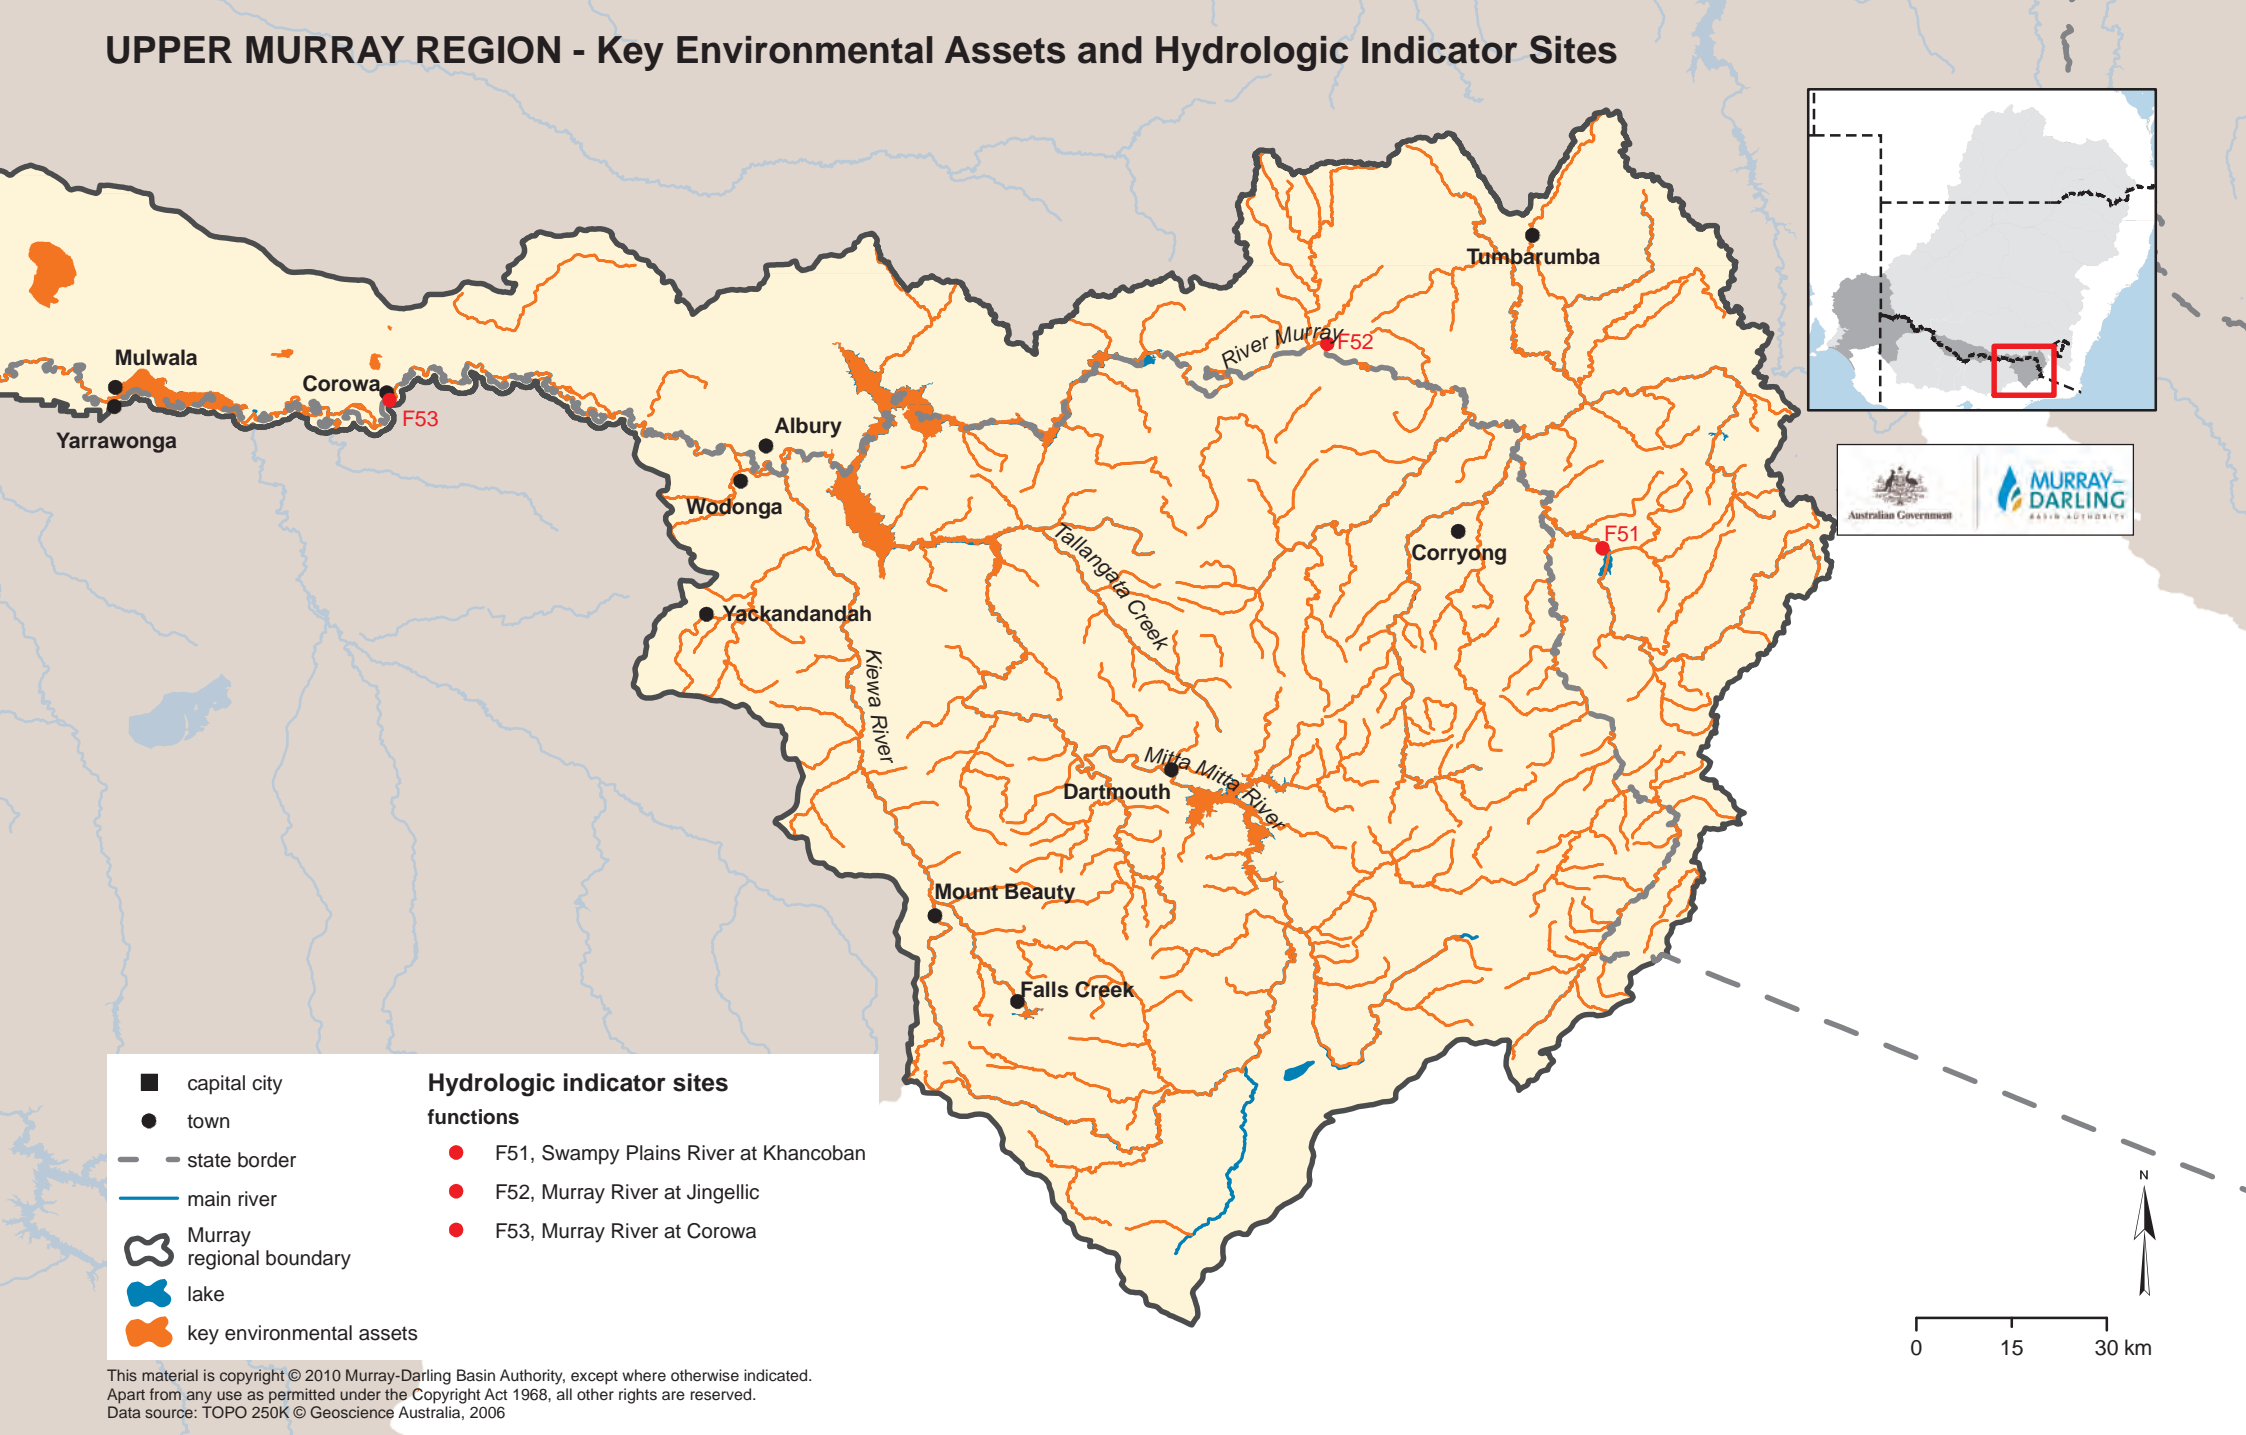 UPPER MURRAY REGION - Key Environmental Assets and Hydrologic Indicator Sites
Tumbarumba
River Murray
F52
Mulwala
Corowa
F53
Yarrawonga
Albury
Wodonga
Australian Government
MURRAY–
DARLING
BASIN AUTHORITY
F51
Corryong
Tallangata Creek
Yackandandah
Kiewa River
Mitta Mitta River
Dartmouth
Mount Beauty
Falls Creek
capital city
town
state border
main river
Murray
regional boundary
lake
key environmental assets
Hydrologic indicator sites
functions
F51, Swampy Plains River at Khancoban
F52, Murray River at Jingellic
F53, Murray River at Corowa
N
0 15 30 km
This material is copyright © 2010 Murray-Darling Basin Authority, except where otherwise indicated.
Apart from any use as permitted under the Copyright Act 1968, all other rights are reserved.
Data source: TOPO 250K © Geoscience Australia, 2006